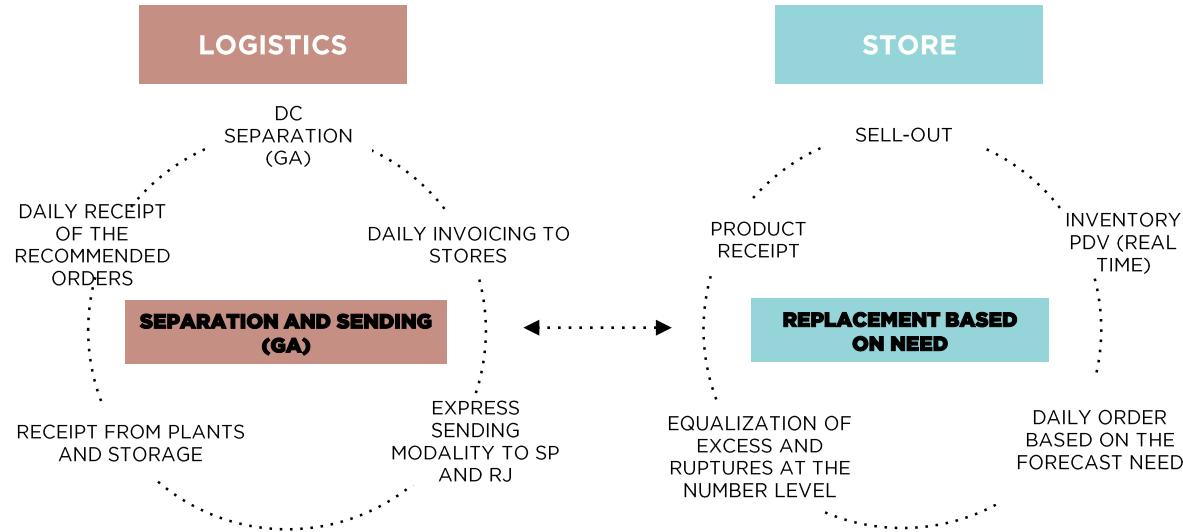 LOGISTICS
DC
SEPARATION
(GA)
DAILY RECEIPT
OF THE
RECOMMENDED
ORDERS
DAILY INVOICING TO
STORES
SEPARATION AND SENDING
(GA)
RECEIPT FROM PLANTS
AND STORAGE
EXPRESS
SENDING
MODALITY TO SP
AND RJ
STORE
SELL-OUT
PRODUCT
RECEIPT
INVENTORY
PDV (REAL
TIME)
REPLACEMENT BASED
ON NEED
EQUALIZATION OF
EXCESS AND
RUPTURES AT THE
NUMBER LEVEL
DAILY ORDER
BASED ON THE
FORECAST NEED